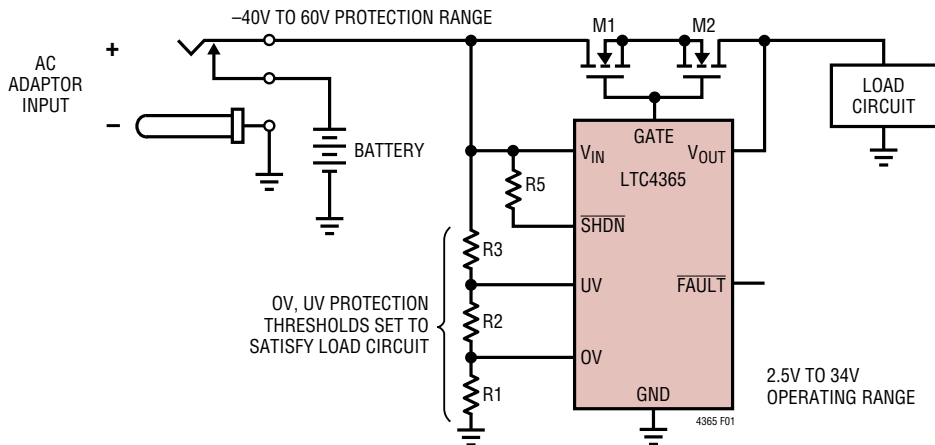 –40V TO 60V PROTECTION RANGE
M1
M2
+
AC
ADAPTOR
INPUT
–
BATTERY
LOAD
CIRCUIT
GATE
VIN
VOUT
LTC4365
R5
SHDN
R3
UV
FAULT
OV, UV PROTECTION
THRESHOLDS SET TO
SATISFY LOAD CIRCUIT
R2
OV
R1
GND
2.5V TO 34V
OPERATING RANGE
4365 F01